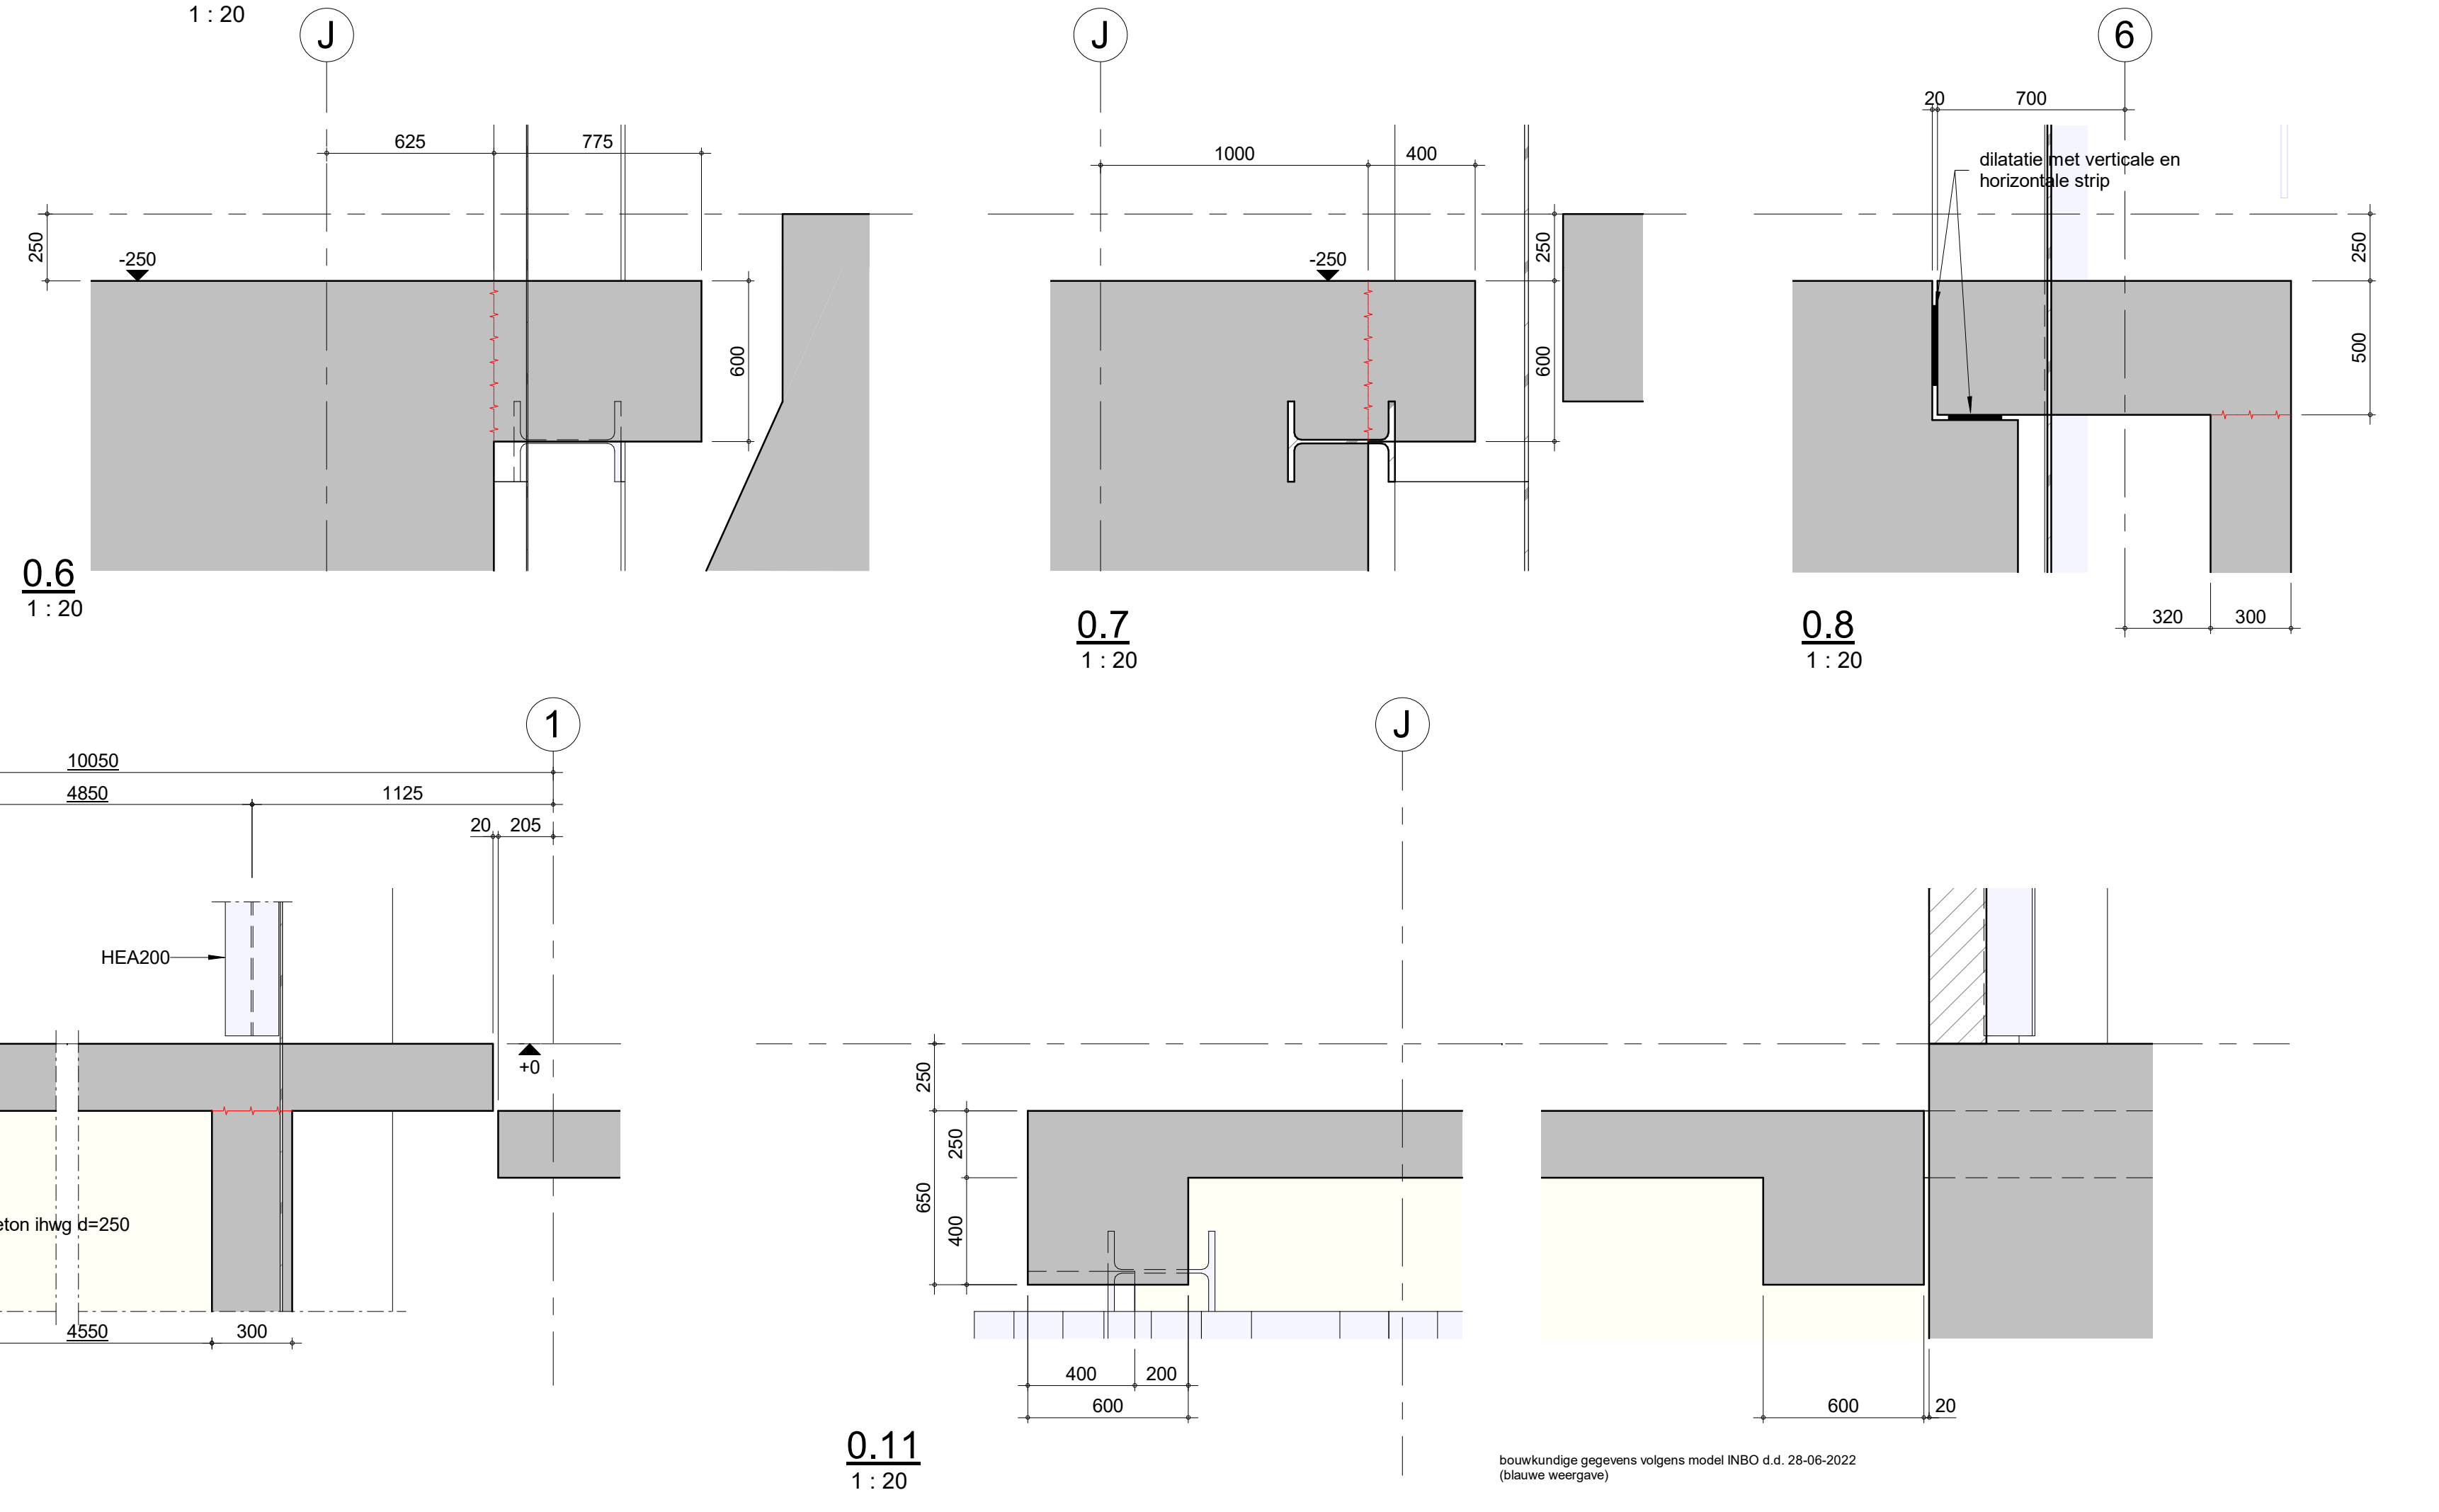 1 : 20
J
J
6
20
700
625
775
1000
400
dilatatie met verticale en
horizontale strip
250
-250
600
-250
250
600
250
500
0.6
1 : 20
0.7
1 : 20
0.8
1 : 20
320
300
1
J
10050
4850
1125
20
205
HEA200
+0
250
250
650
400
eton ihwg d=250
4550
300
400
200
600
600
20
0.11
1 : 20
bouwkundige gegevens volgens model INBO d.d. 28-06-2022
(blauwe weergave)